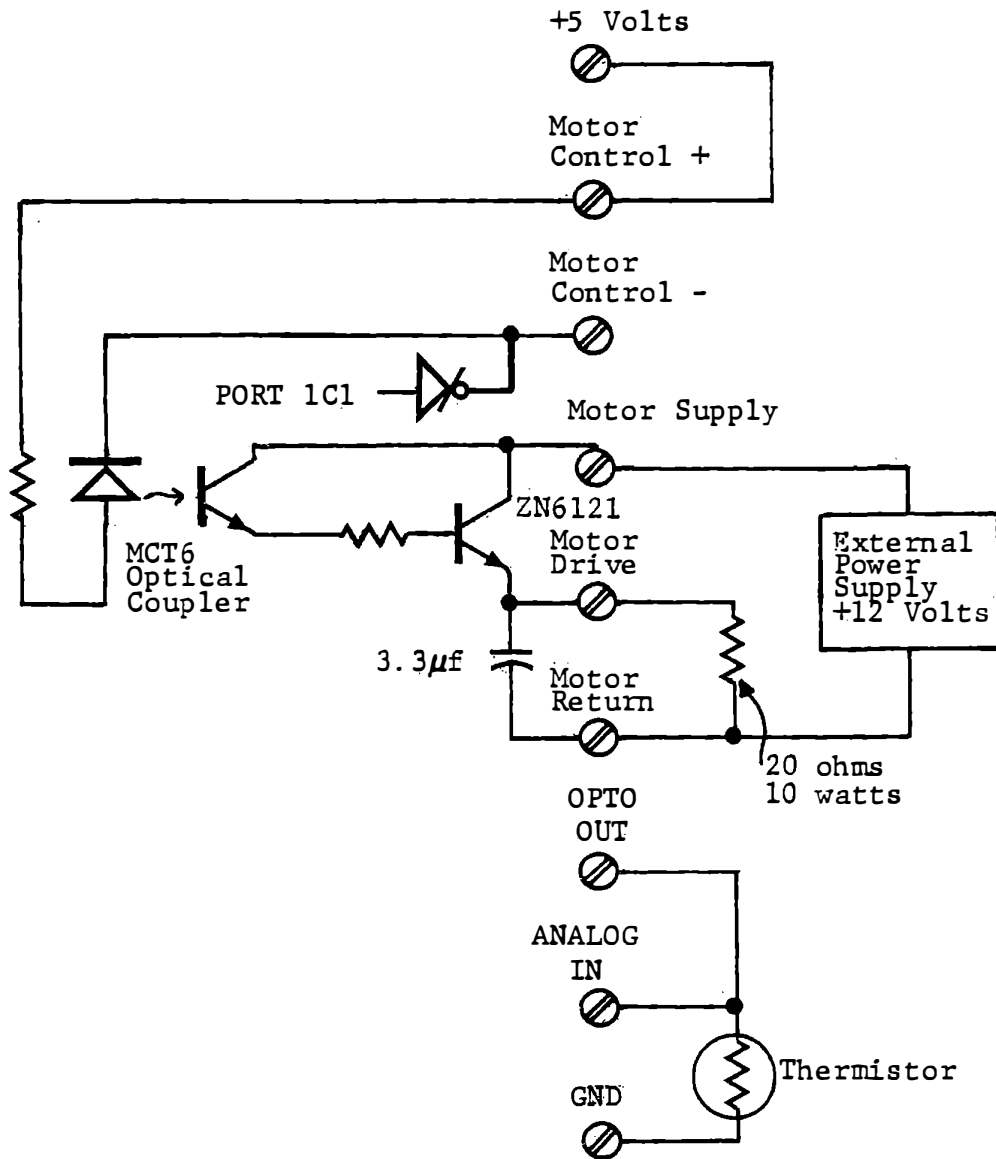 +5 Volts
Motor
Control +
Motor
Control -
PORT 1C1
Motor Supply
ZN6121
MCT6
Optical
Coupler
Motor
Drive
External
Power
Supply
+12 Volts
3.3μf
Motor
Return
20 ohms
10 watts
OPTO
OUT
ANALOG
IN
Thermistor
GND